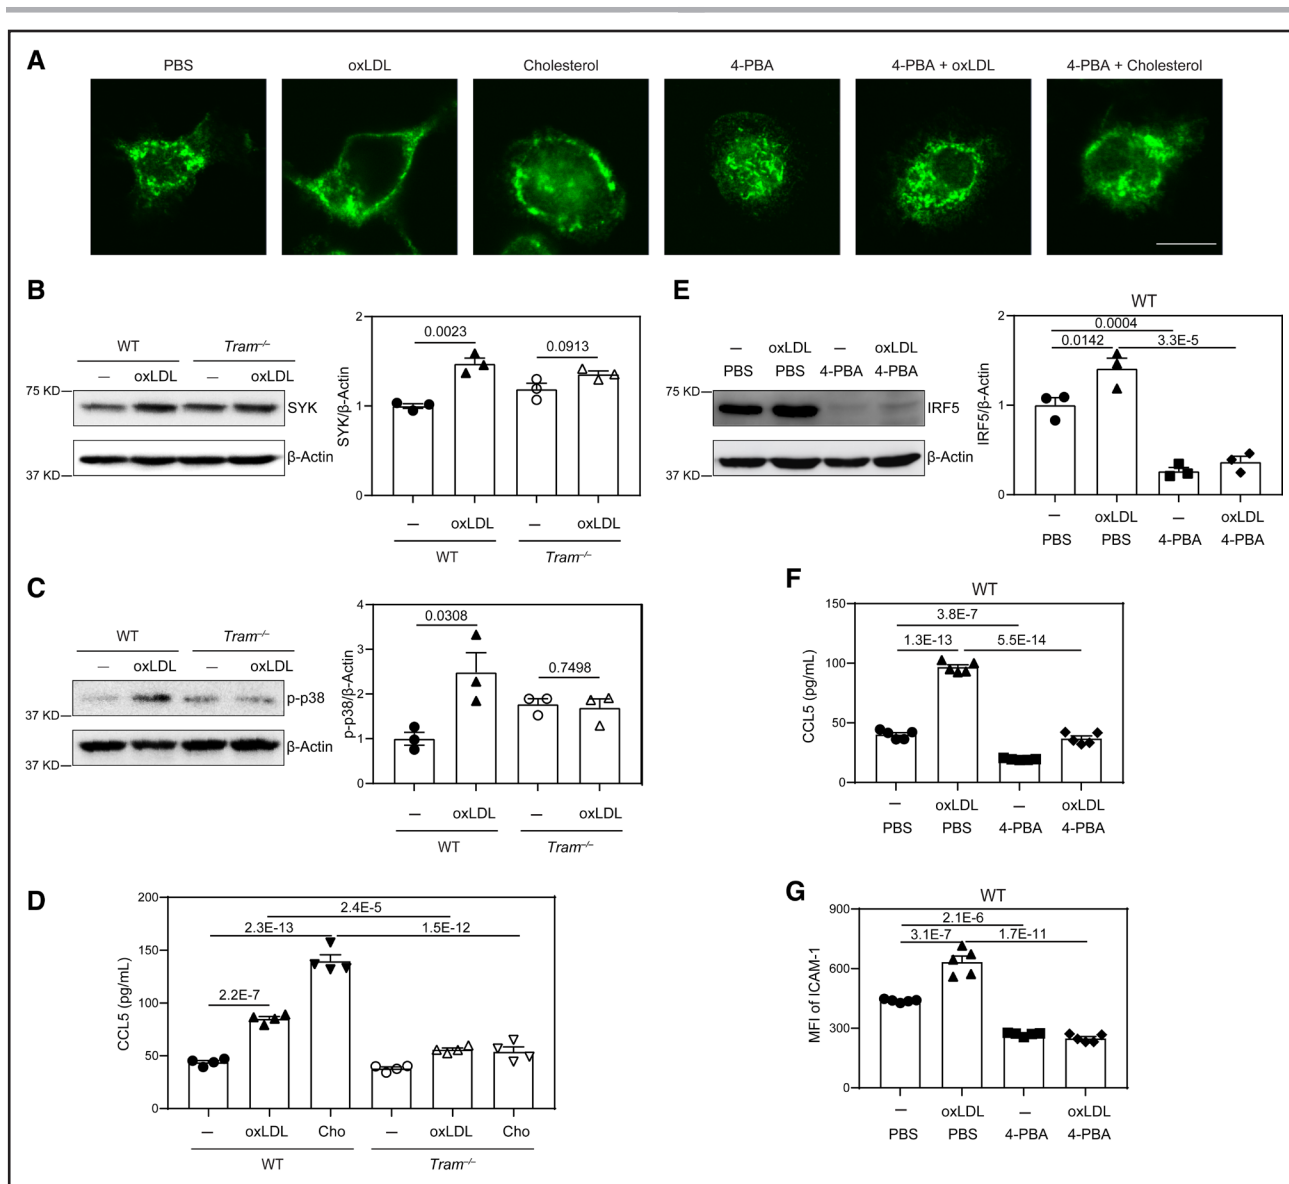 A
PBS oxLDL Cholesterol 4-PBA 4-PBA + oxLDL 4-PBA + Cholesterol
B
WT Tram–/–
— oxLDL — oxLDL
75 KD
SYK
β-Actin
37 KD
SYK/β-Actin
2
1
0
0.0023
0.0913
— oxLDL — oxLDL
WT Tram–/–
C
WT Tram–/–
— oxLDL — oxLDL
p-p38
37 KD
β-Actin
37 KD
p-p38/β-Actin
4
3
2
1
0
0.0308
0.7498
— oxLDL — oxLDL
WT Tram–/–
D
CCL5 (pg/mL)
200
150
100
50
0
2.4E-5
2.3E-13 1.5E-12
2.2E-7
— oxLDL Cho — oxLDL Cho
WT Tram–/–
E
— oxLDL — oxLDL
PBS PBS 4-PBA 4-PBA
75 KD
IRF5
β-Actin
37 KD
WT
IRF5/β-Actin
2
1
0
0.0004
0.0142 3.3E-5
— oxLDL — oxLDL
PBS PBS 4-PBA 4-PBA
F
WT
CCL5 (pg/mL)
150
100
50
0
3.8E-7
1.3E-13 5.5E-14
— oxLDL — oxLDL
PBS PBS 4-PBA 4-PBA
G
WT
MFI of ICAM-1
900
600
300
0
2.1E-6
3.1E-7 1.7E-11
— oxLDL — oxLDL
PBS PBS 4-PBA 4-PBA